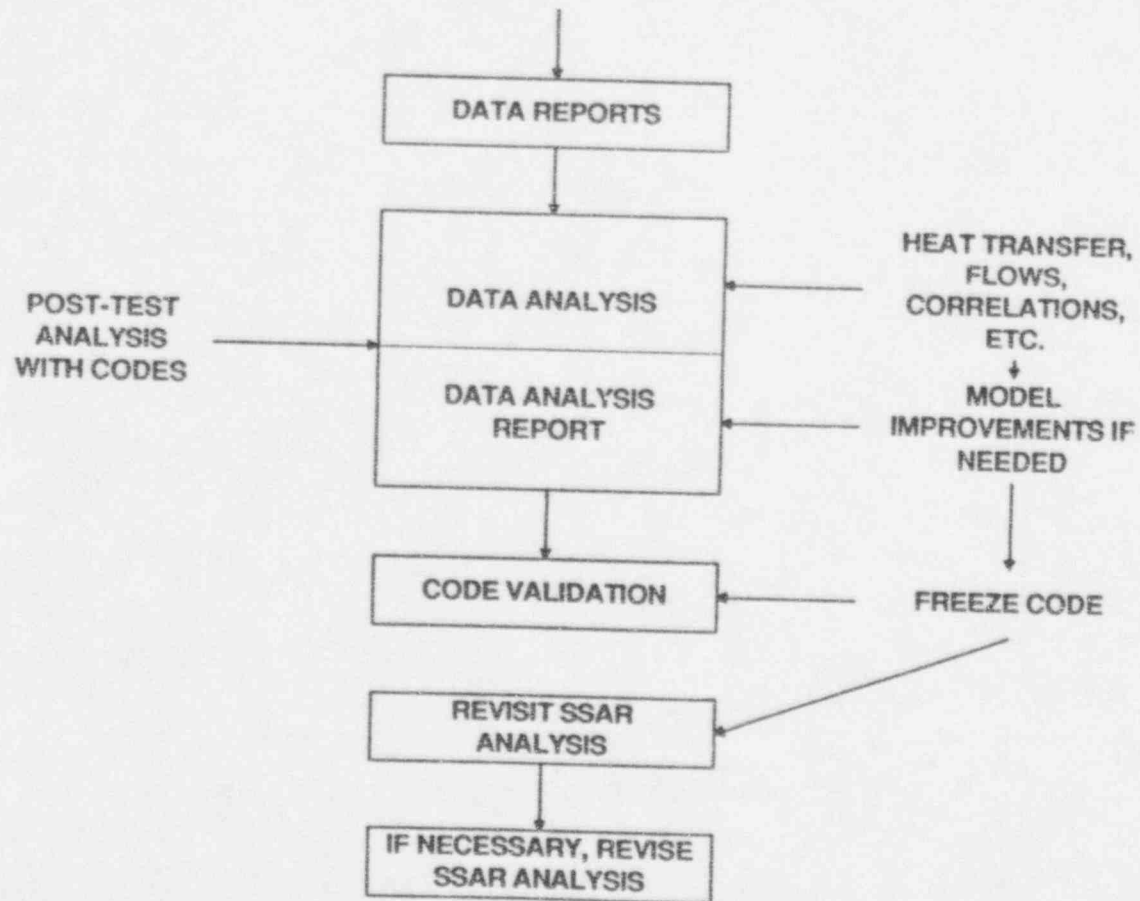 DATA REPORTS
HEAT TRANSFER,
FLOWS,
CORRELATIONS,
ETC.
DATA ANALYSIS
POST-TEST
ANALYSIS
WITH CODES
DATA ANALYSIS
REPORT
MODEL
IMPROVEMENTS IF
NEEDED
CODE VALIDATION
FREEZE CODE
REVISIT SSAR
ANALYSIS
IF NECESSARY, REVISE
SSAR ANALYSIS